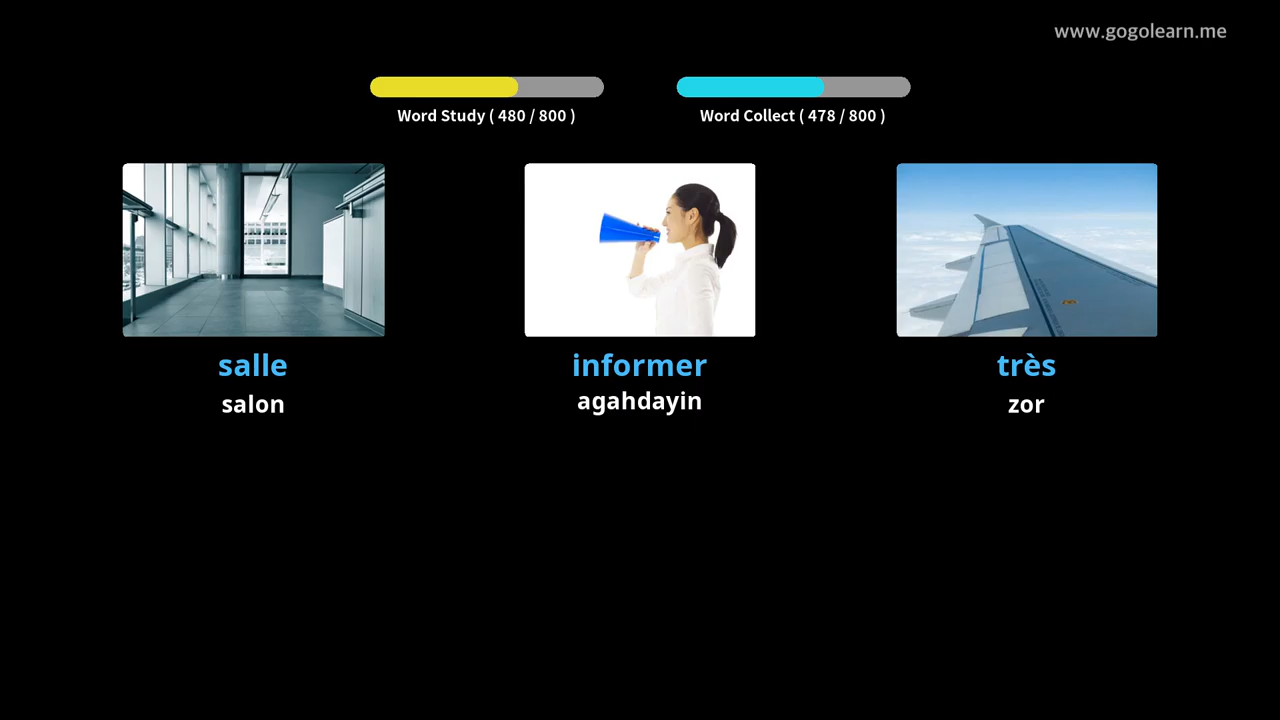 www.gogolearn.me
Word Study ( 480 / 800 )
Word Collect ( 478 / 800 )
salle
salon
informer
agahdayin
très
zor